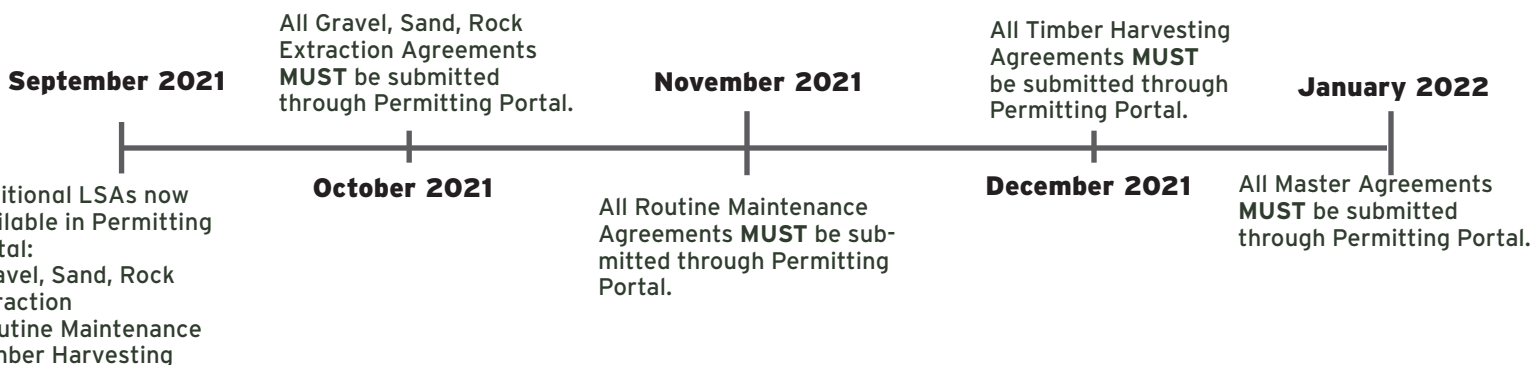 September 2021
itional LSAs now
ilable in Permitting
tal:
avel, Sand, Rock
raction
utine Maintenance
mber Harvesting
All Gravel, Sand, Rock
Extraction Agreements
MUST be submitted
through Permitting Portal.
October 2021
November 2021
All Routine Maintenance
Agreements MUST be sub-
mitted through Permitting
Portal.
All Timber Harvesting
Agreements MUST
be submitted through
Permitting Portal.
December 2021
January 2022
All Master Agreements
MUST be submitted
through Permitting Portal.